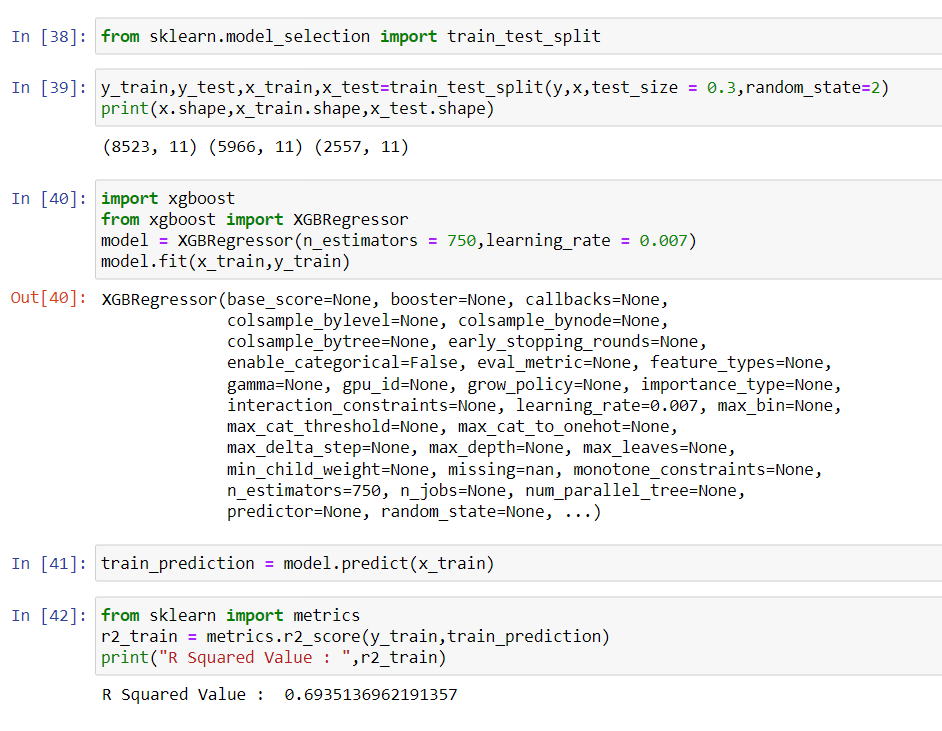 In [38]: from sklearn.model_selection import train_test_split
In [39]: y_train,y_test,x_train,x_test=train_test_split(y,x,test_size = 0.3,random_state=2)
print(x.shape,x_train.shape,x_test.shape)
(8523, 11) (5966, 11) (2557, 11)
In [40]: import xgboost
from xgboost import XGBRegressor
model = XGBRegressor(n_estimators = 750,learning_rate = 0.007)
model.fit(x_train,y_train)
Out[40]: XGBRegressor(base_score=None, booster=None, callbacks=None,
colsample_bylevel=None, colsample_bynode=None,
colsample_bytree=None, early_stopping_rounds=None,
enable_categorical=False, eval_metric=None, feature_types=None,
gamma=None, gpu_id=None, grow_policy=None, importance_type=None,
interaction_constraints=None, learning_rate=0.007, max_bin=None,
max_cat_threshold=None, max_cat_to_onehot=None,
max_delta_step=None, max_depth=None, max_leaves=None,
min_child_weight=None, missing=nan, monotone_constraints=None,
n_estimators=750, n_jobs=None, num_parallel_tree=None,
predictor=None, random_state=None, ...)
In [41]: train_prediction = model.predict(x_train)
In [42]: from sklearn import metrics
r2_train = metrics.r2_score(y_train,train_prediction)
print("R Squared Value : ",r2_train)
R Squared Value :  0.6935136962191357